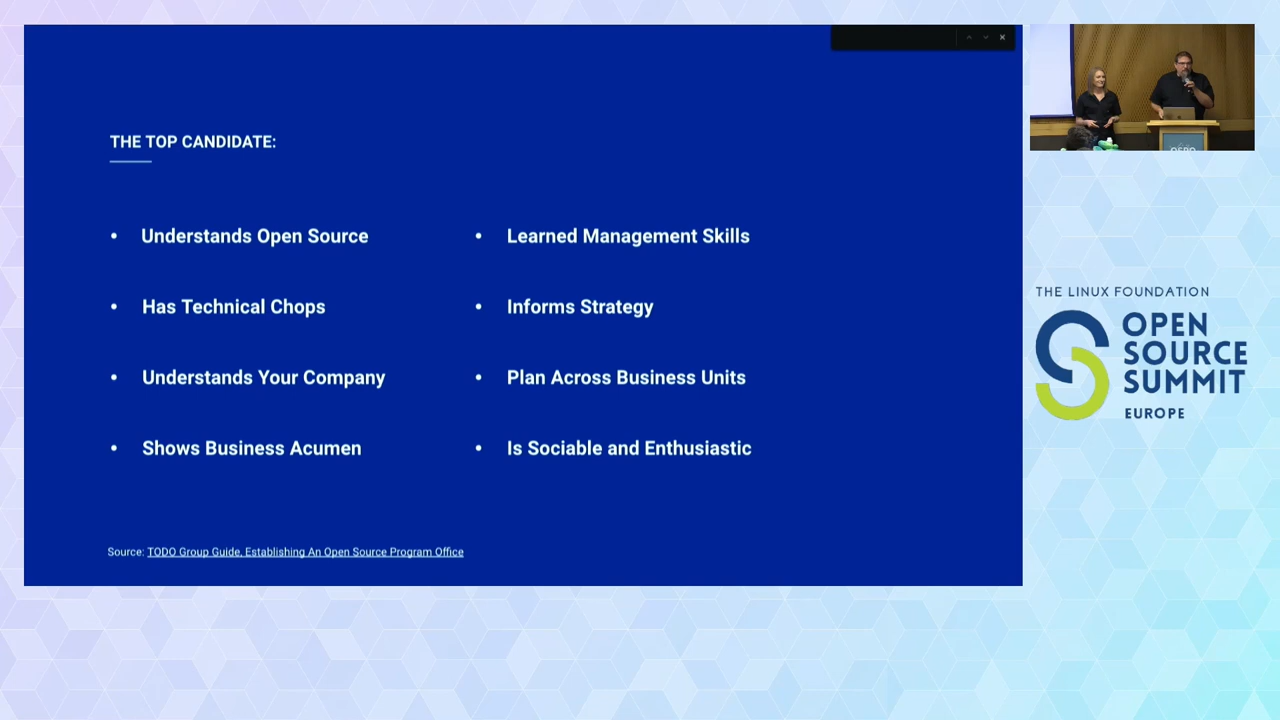 THE TOP CANDIDATE:
• Understands Open Source
• Has Technical Chops
• Understands Your Company
• Shows Business Acumen
• Learned Management Skills
• Informs Strategy
• Plan Across Business Units
• Is Sociable and Enthusiastic
Source: TODO Group Guide, Establishing An Open Source Program Office
THE LINUX FOUNDATION
OPEN
SOURCE
SUMMIT
EUROPE